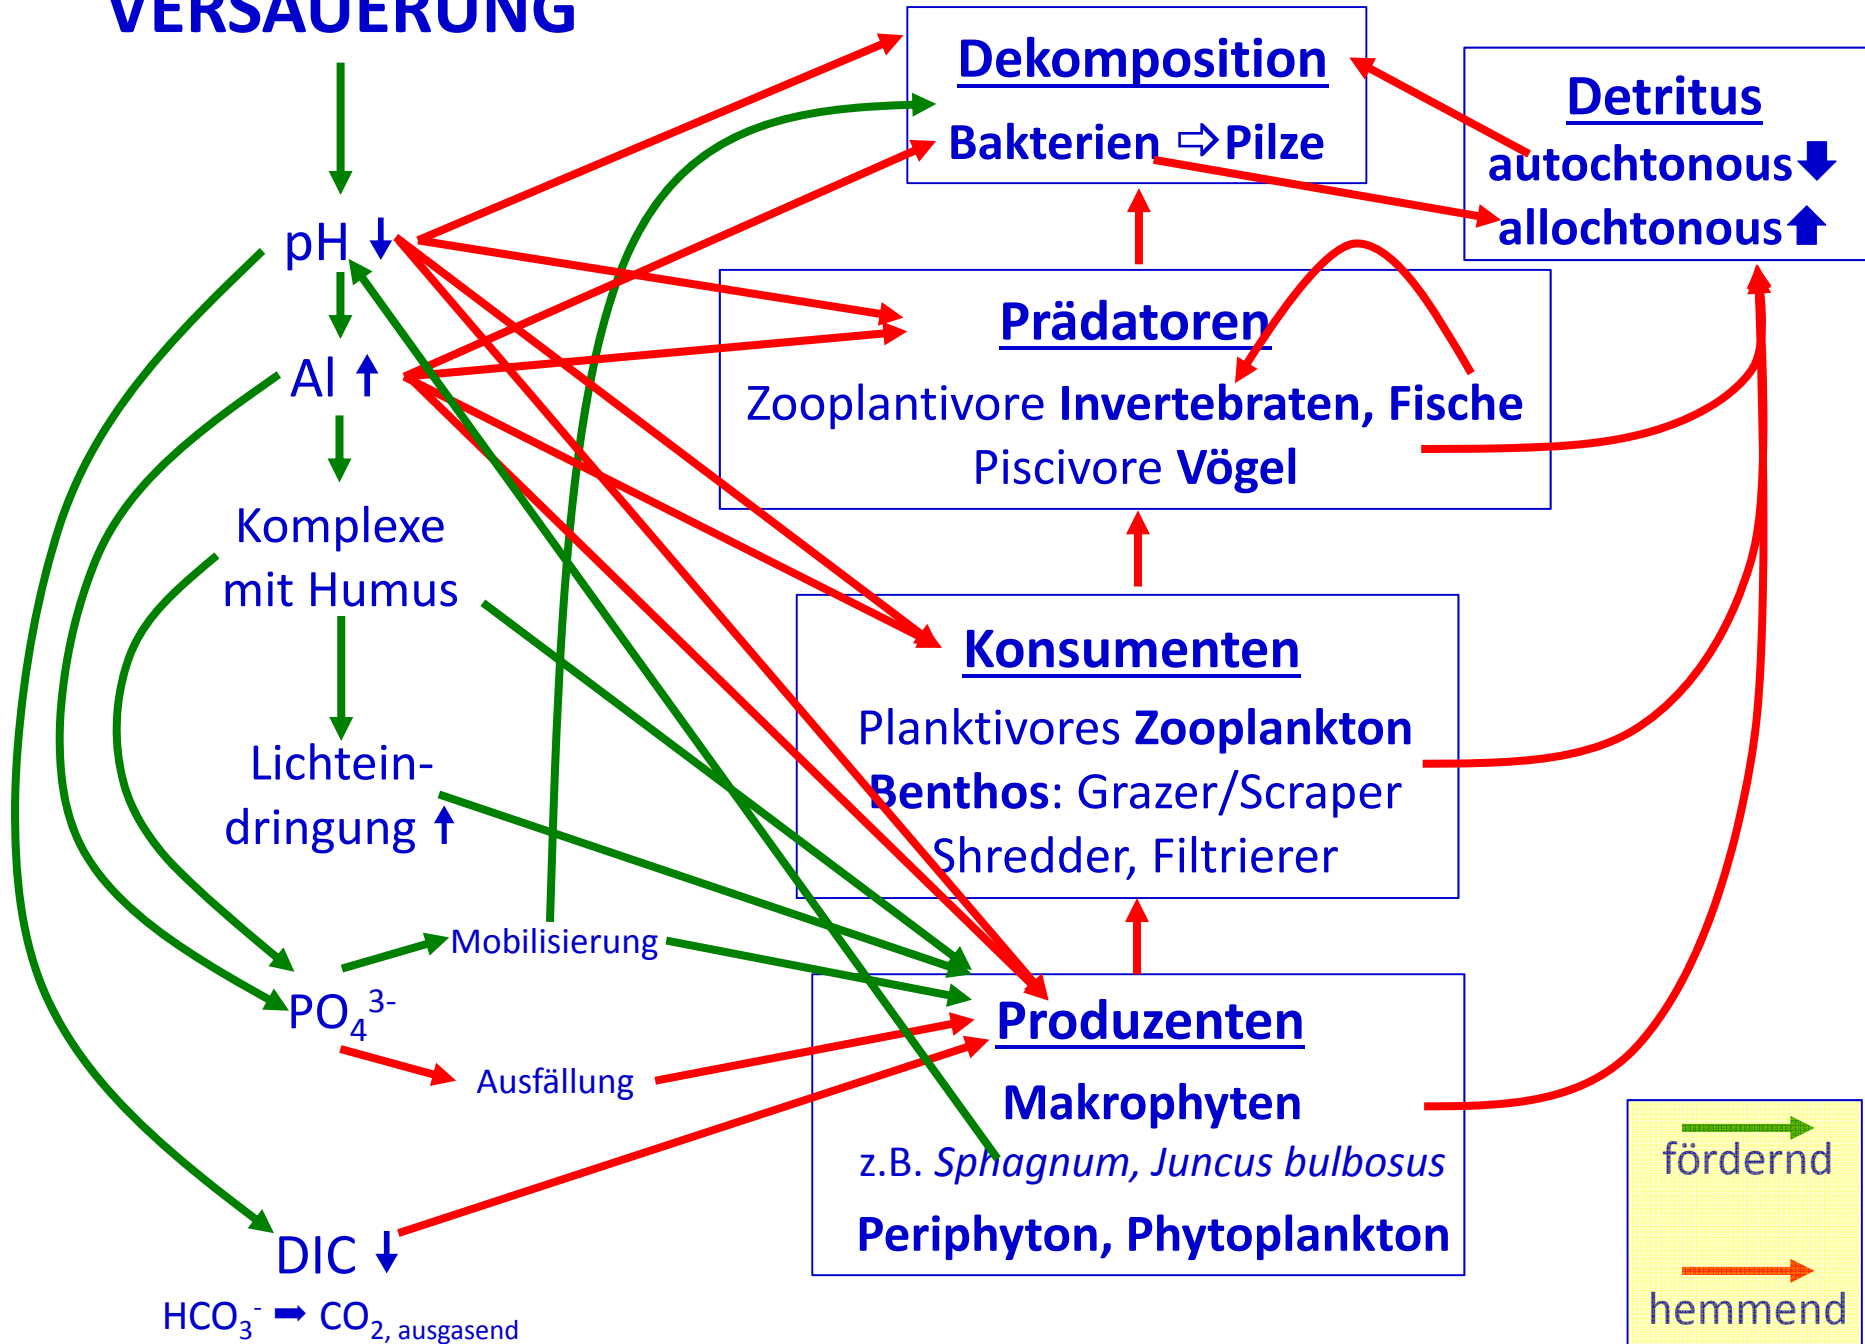 VERSAUERUNG
pH ↓
Al ↑
Komplexe
mit Humus
Lichtein-
dringung ↑
Mobilisierung
PO₄³⁻
Ausfällung
DIC ↓
HCO₃⁻ ➡ CO₂, ausgasend
Dekomposition
Bakterien ⇨ Pilze
Detritus
autochtonous ⬇
allochtonous ⬆
Prädatoren
Zooplantivore Invertebraten, Fische
Piscivore Vögel
Konsumenten
Planktivores Zooplankton
Benthos: Grazer/Scraper
Shredder, Filtrierer
Produzenten
Makrophyten
z.B. Sphagnum, Juncus bulbosus
Periphyton, Phytoplankton
fördernd
hemmend